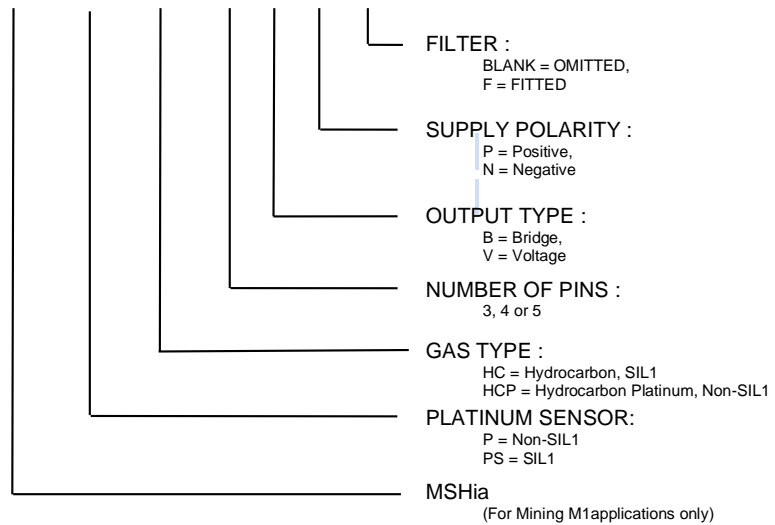 FILTER :
BLANK = OMITTED,
F = FITTED
SUPPLY POLARITY :
P = Positive,
N = Negative
OUTPUT TYPE :
B = Bridge,
V = Voltage
NUMBER OF PINS :
3, 4 or 5
GAS TYPE :
HC = Hydrocarbon, SIL1
HCP = Hydrocarbon Platinum, Non-SIL1
PLATINUM SENSOR:
P = Non-SIL1
PS = SIL1
MSHia
(For Mining M1applications only)